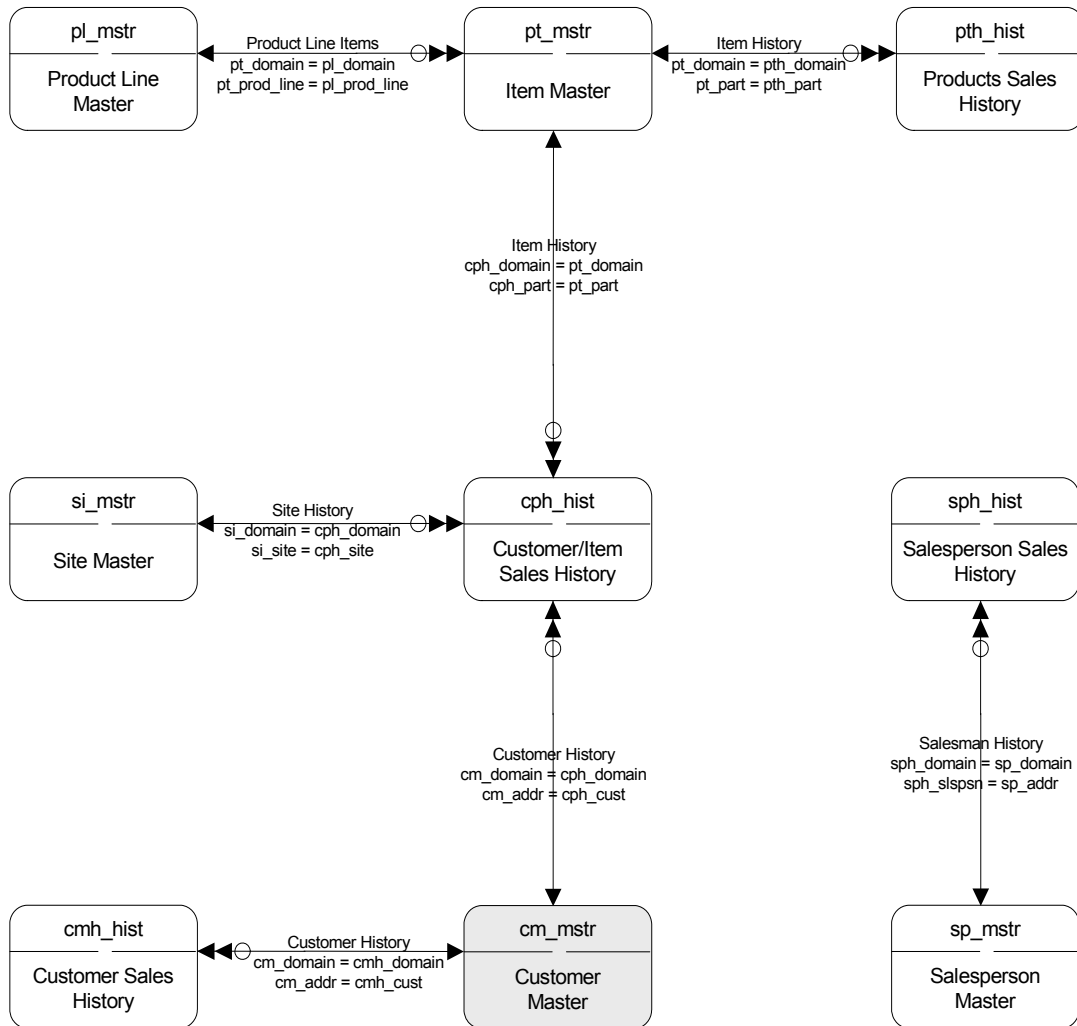 pl_mstr
Product Line
Master
Product Line Items
pt_domain = pl_domain
pt_prod_line = pl_prod_line
pt_mstr
Item Master
Item History
pt_domain = pth_domain
pt_part = pth_part
pth_hist
Products Sales
History
Item History
cph_domain = pt_domain
cph_part = pt_part
si_mstr
Site Master
Site History
si_domain = cph_domain
si_site = cph_site
cph_hist
Customer/Item
Sales History
sph_hist
Salesperson Sales
History
Customer History
cm_domain = cph_domain
cm_addr = cph_cust
Salesman History
sph_domain = sp_domain
sph_slspsn = sp_addr
cmh_hist
Customer Sales
History
Customer History
cm_domain = cmh_domain
cm_addr = cmh_cust
cm_mstr
Customer
Master
sp_mstr
Salesperson
Master